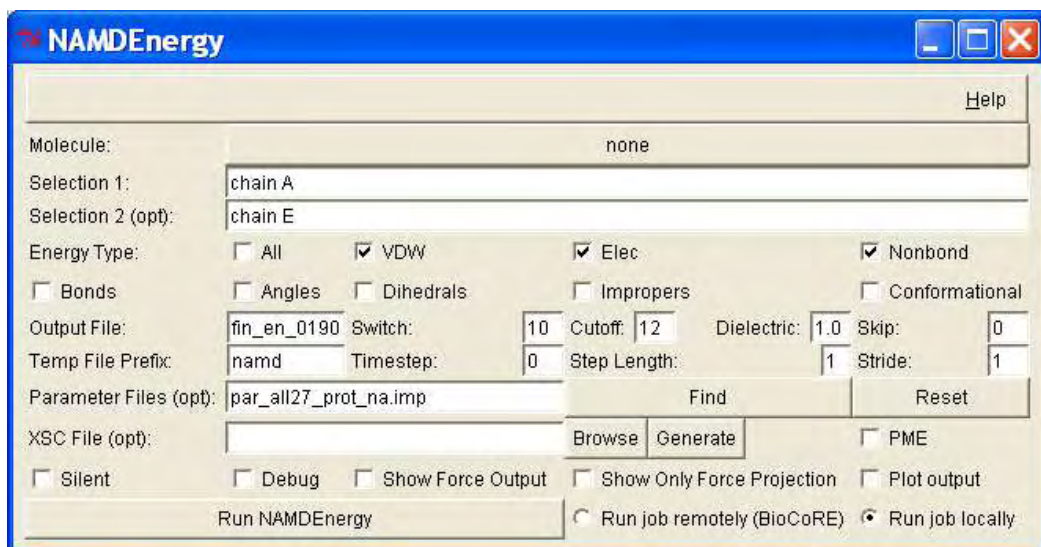 NAMDEnergy
Help
Molecule: none
Selection 1: chain A
Selection 2 (opt): chain E
Energy Type: All VDW Elec Nonbond
Bonds Angles Dihedrals Impropers Conformational
Output File: fin_en_0190 Switch: 10 Cutoff: 12 Dielectric: 1.0 Skip: 0
Temp File Prefix: namd Timestep: 0 Step Length: 1 Stride: 1
Parameter Files (opt): par_all27_prot_na.imp Find Reset
XSC File (opt): Browse Generate PME
Silent Debug Show Force Output Show Only Force Projection Plot output
Run NAMDEnergy Run job remotely (BioCoRE) Run job locally